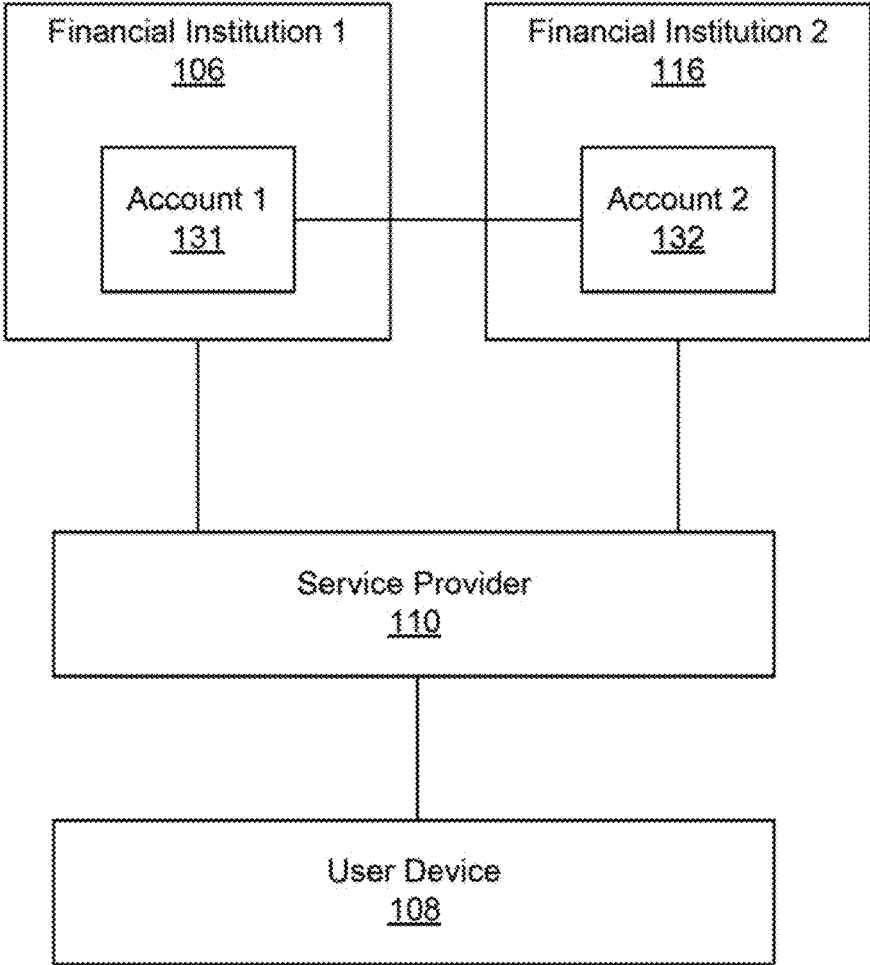 Financial Institution 1
106
Account 1
131
Financial Institution 2
116
Account 2
132
Service Provider
110
User Device
108